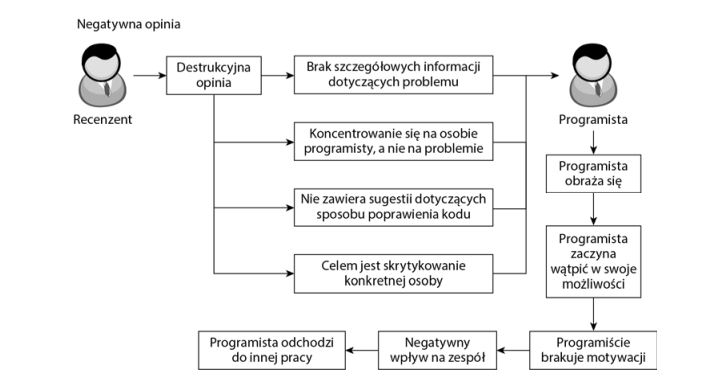 Negatywna opinia
Recenzent
Destrukcyjna
opinia
Brak szczegółowych informacji
dotyczących problemu
Koncentrowanie się na osobie
programisty, a nie na problemie
Nie zawiera sugestii dotyczących
sposobu poprawienia kodu
Celem jest skrytykowanie
konkretnej osoby
Programista
Programista
obraża się
Programista
zaczyna
wątpić w swoje
możliwości
Programiście
brakuje motywacji
Negatywny
wpływ na zespół
Programista odchodzi
do innej pracy